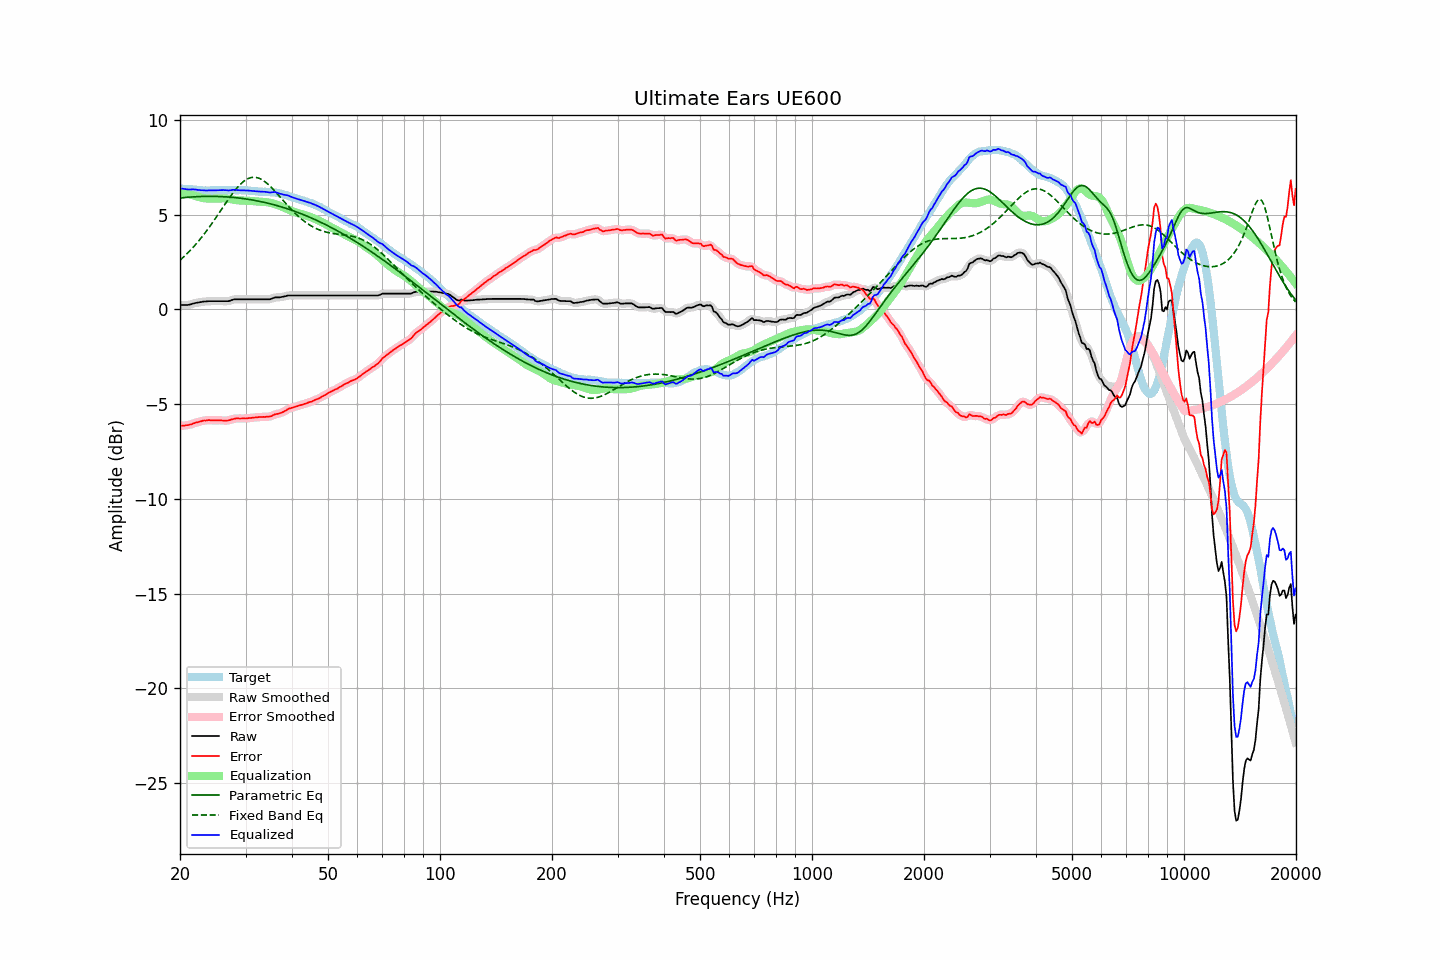 Ultimate Ears UE600
10
5
0
−5
−10
−15
−20
−25
Amplitude (dBr)
Target
Raw Smoothed
Error Smoothed
Raw
Error
Equalization
Parametric Eq
Fixed Band Eq
Equalized
20 50 100 200 500 1000 2000 5000 10000 20000
Frequency (Hz)